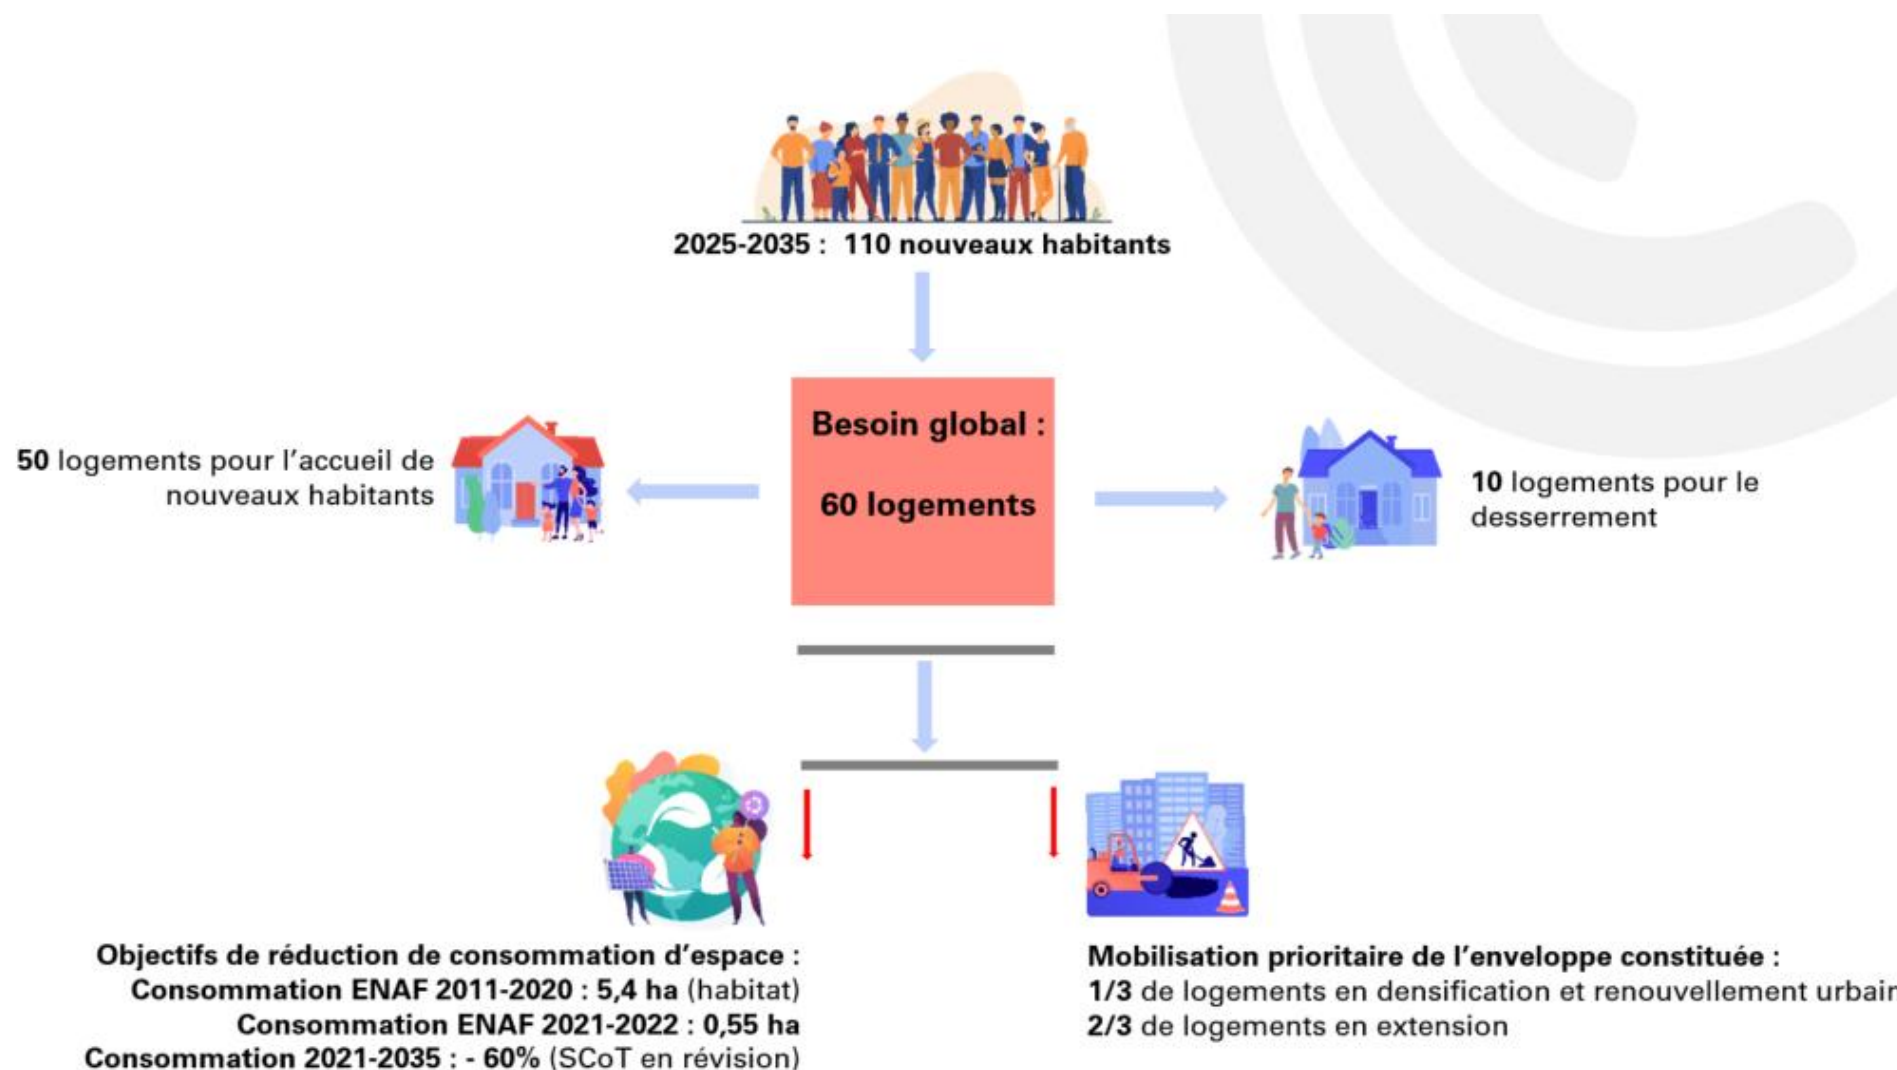 2025-2035 : 110 nouveaux habitants
Besoin global :
60 logements
50 logements pour l'accueil de
nouveaux habitants
10 logements pour le
desserrement
Objectifs de réduction de consommation d'espace :
Consommation ENAF 2011-2020 : 5,4 ha (habitat)
Consommation ENAF 2021-2022 : 0,55 ha
Consommation 2021-2035 : - 60% (SCoT en révision)
Mobilisation prioritaire de l'enveloppe constituée :
1/3 de logements en densification et renouvellement urbain
2/3 de logements en extension